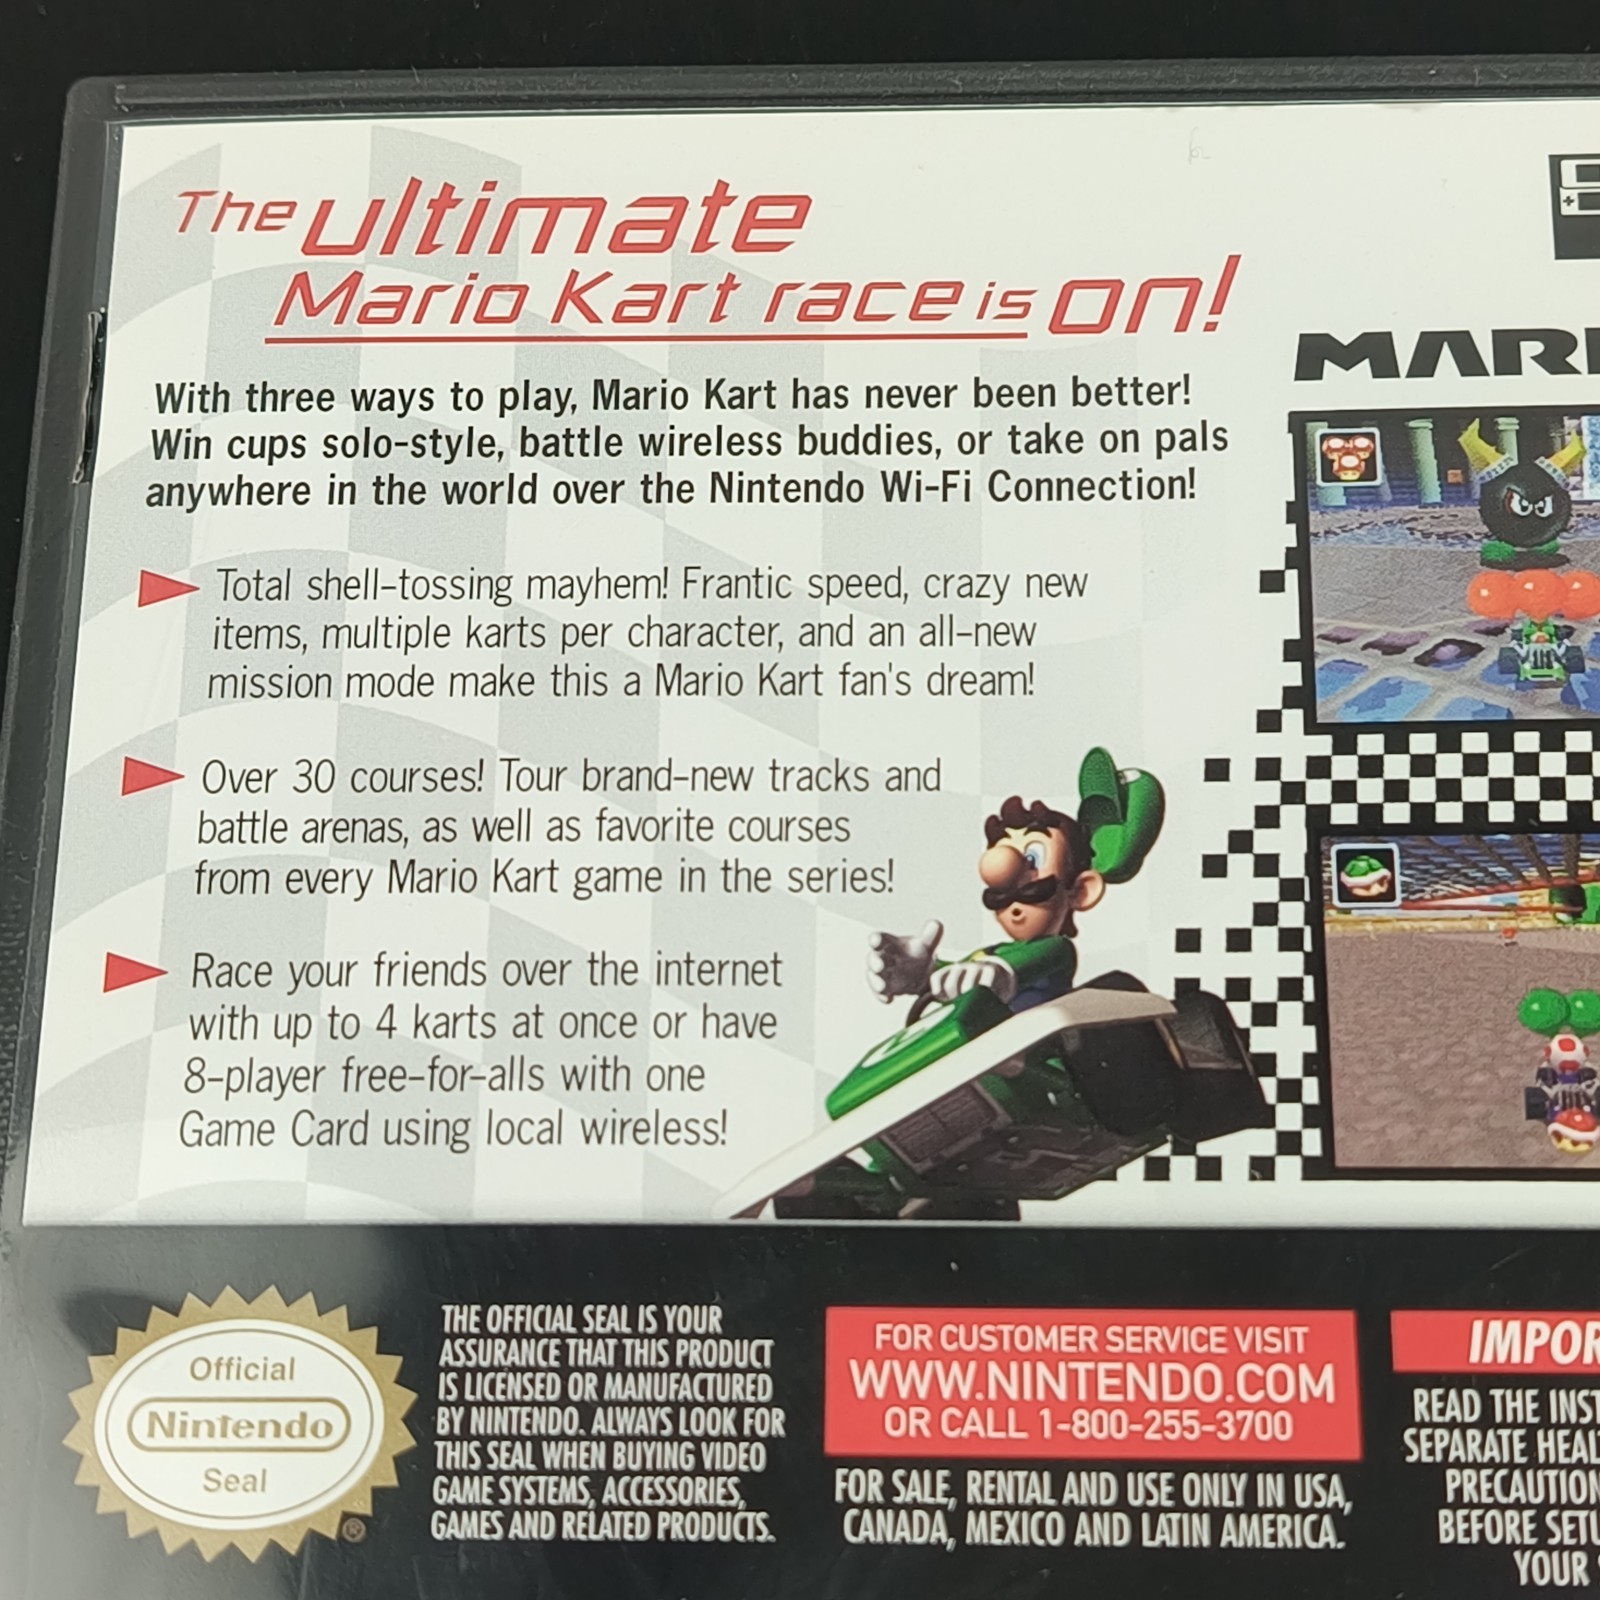 The ultimate
Mario Kart race is on!
With three ways to play, Mario Kart has never been better!
Win cups solo-style, battle wireless buddies, or take on pals
anywhere in the world over the Nintendo Wi-Fi Connection!
Total shell-tossing mayhem! Frantic speed, crazy new
items, multiple karts per character, and an all-new
mission mode make this a Mario Kart fan's dream!
Over 30 courses! Tour brand-new tracks and
battle arenas, as well as favorite courses
from every Mario Kart game in the series!
Race your friends over the internet
with up to 4 karts at once or have
8-player free-for-alls with one
Game Card using local wireless!
Official
Nintendo
Seal
®
THE OFFICIAL SEAL IS YOUR
ASSURANCE THAT THIS PRODUCT
IS LICENSED OR MANUFACTURED
BY NINTENDO. ALWAYS LOOK FOR
THIS SEAL WHEN BUYING VIDEO
GAME SYSTEMS, ACCESSORIES,
GAMES AND RELATED PRODUCTS.
FOR CUSTOMER SERVICE VISIT
WWW.NINTENDO.COM
OR CALL 1-800-255-3700
FOR SALE, RENTAL AND USE ONLY IN USA,
CANADA, MEXICO AND LATIN AMERICA.
READ THE
SEPARATE
BEFORE
YOUR